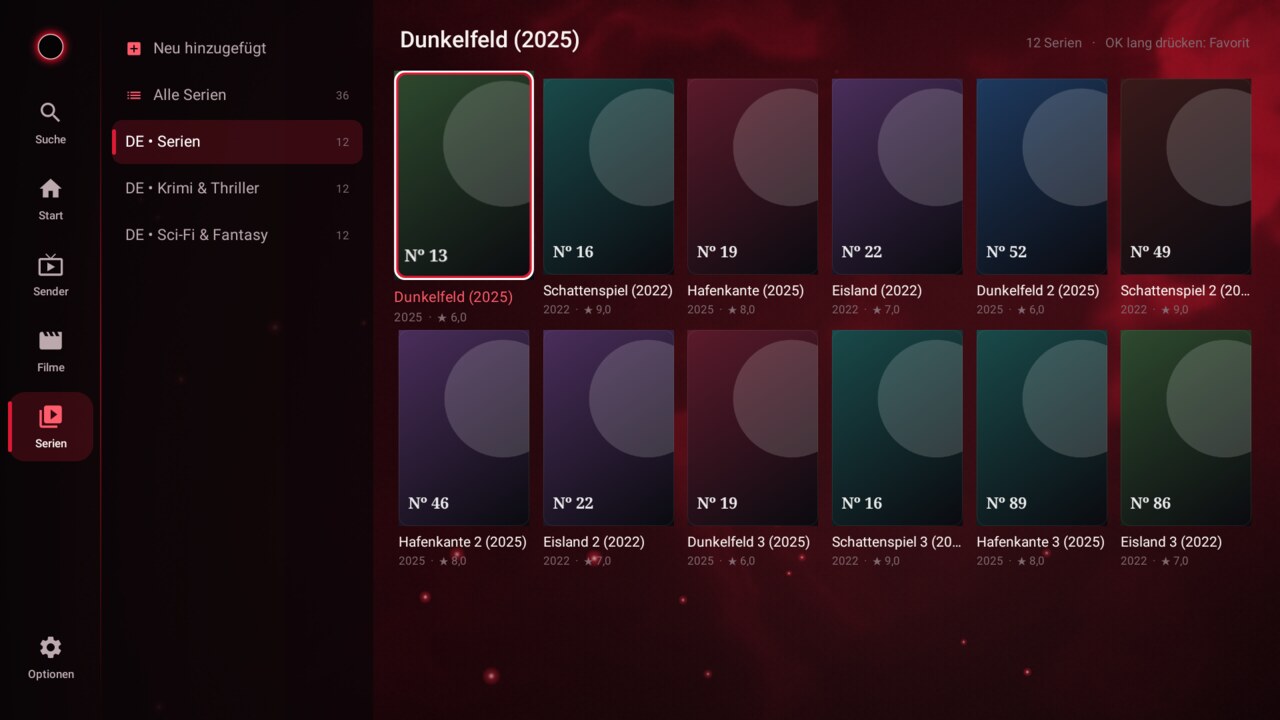 Suche
Start
Sender
Filme
Serien
Optionen
Neu hinzugefügt
Alle Serien 36
DE • Serien 12
DE • Krimi & Thriller 12
DE • Sci-Fi & Fantasy 12
Dunkelfeld (2025)
12 Serien · OK lang drücken: Favorit
Nº 13
Nº 16
Nº 19
Nº 22
Nº 52
Nº 49
Dunkelfeld (2025)
2025 · ★ 6,0
Schattenspiel (2022)
2022 · ★ 9,0
Hafenkante (2025)
2025 · ★ 8,0
Eisland (2022)
2022 · ★ 7,0
Dunkelfeld 2 (2025)
2025 · ★ 6,0
Schattenspiel 2 (20...
2022 · ★ 9,0
Nº 46
Nº 22
Nº 19
Nº 16
Nº 89
Nº 86
Hafenkante 2 (2025)
2025 · ★ 8,0
Eisland 2 (2022)
2022 · ★ 7,0
Dunkelfeld 3 (2025)
2025 · ★ 6,0
Schattenspiel 3 (20...
2022 · ★ 9,0
Hafenkante 3 (2025)
2025 · ★ 8,0
Eisland 3 (2022)
2022 · ★ 7,0